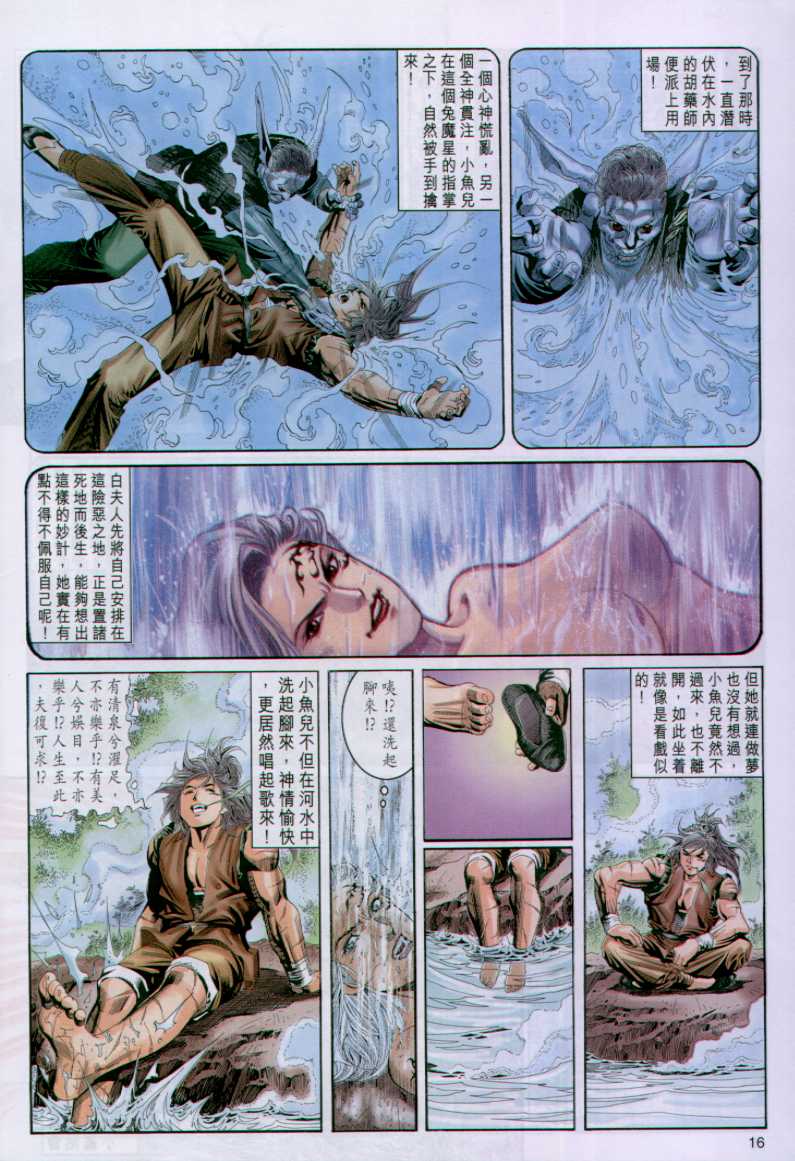 到了那時
，一直潛
伏在水內
的胡藥師
便派上用
場！
一個心神慌亂，另一
個全神貫注，小魚兒
在這個兔魔星的指掌
之下，自然被手到擒
來！
白夫人先將自己安排在
這險惡之地，正是置諸
死地而後生，能夠想出
這樣的妙計，她實在有
點不得不佩服自己呢！
但她就連做夢
也沒有想過，
小魚兒竟然不
過來，也不離
開，如此坐着
就像是看戲似
的！
咦!?還洗起
腳來!?
小魚兒不但在河水中
洗起腳來，神情愉快
，更居然唱起歌來！
有清泉兮濯足，
不亦樂乎!?有美
人兮娛目，不亦
樂乎!?人生至此
，夫復可求!?
16